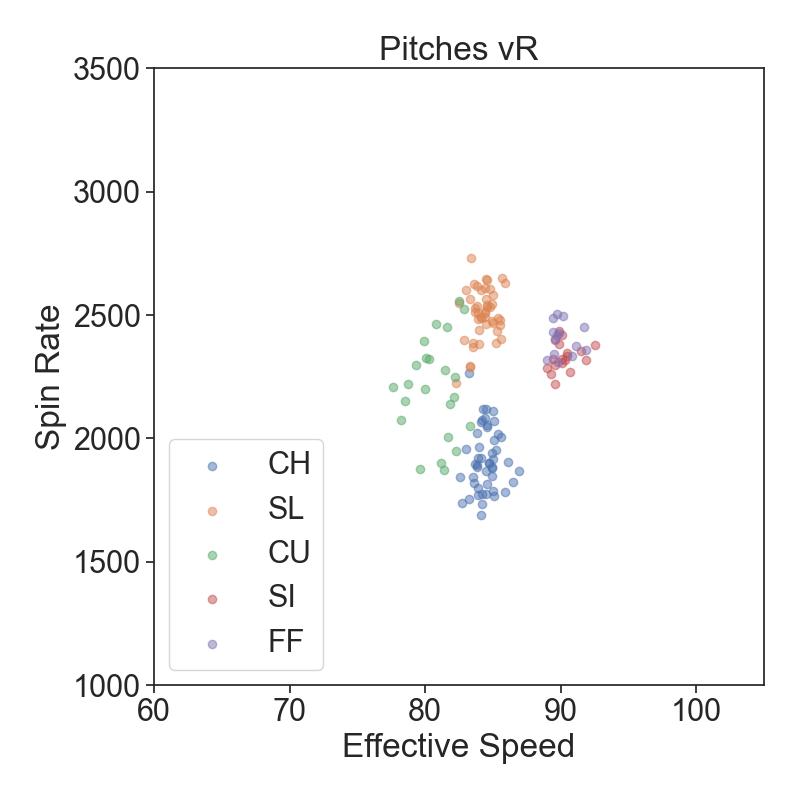 Pitches vR
3500
3000
2500
2000
1500
1000
Spin Rate
CH
SL
CU
SI
FF
60 70 80 90 100
Effective Speed